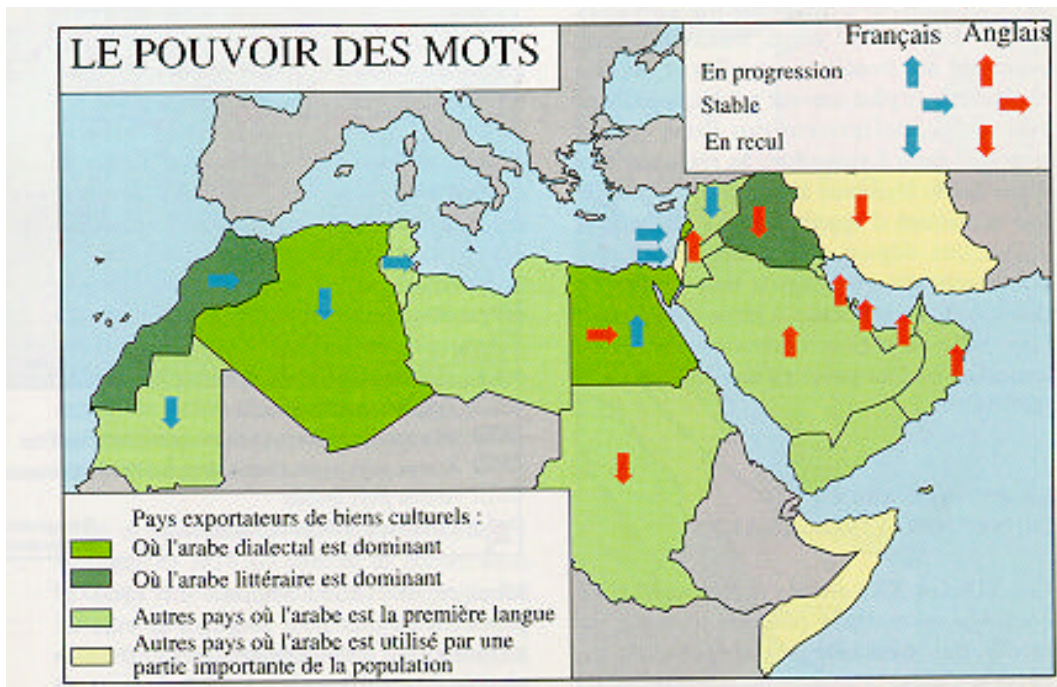 LE POUVOIR DES MOTS
Français Anglais
En progression
Stable
En recul
Pays exportateurs de biens culturels :
Où l'arabe dialectal est dominant
Où l'arabe littéraire est dominant
Autres pays où l'arabe est la première langue
Autres pays où l'arabe est utilisé par une
partie importante de la population